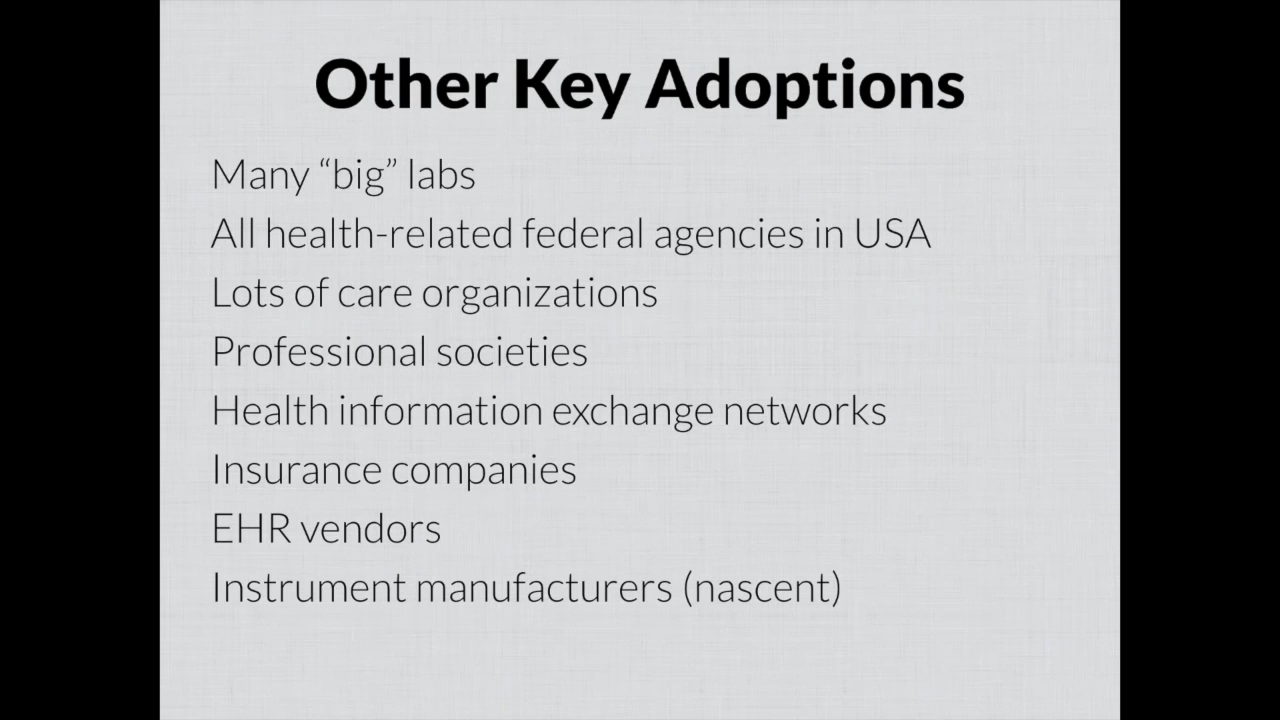 Other Key Adoptions
Many “big” labs
All health-related federal agencies in USA
Lots of care organizations
Professional societies
Health information exchange networks
Insurance companies
EHR vendors
Instrument manufacturers (nascent)